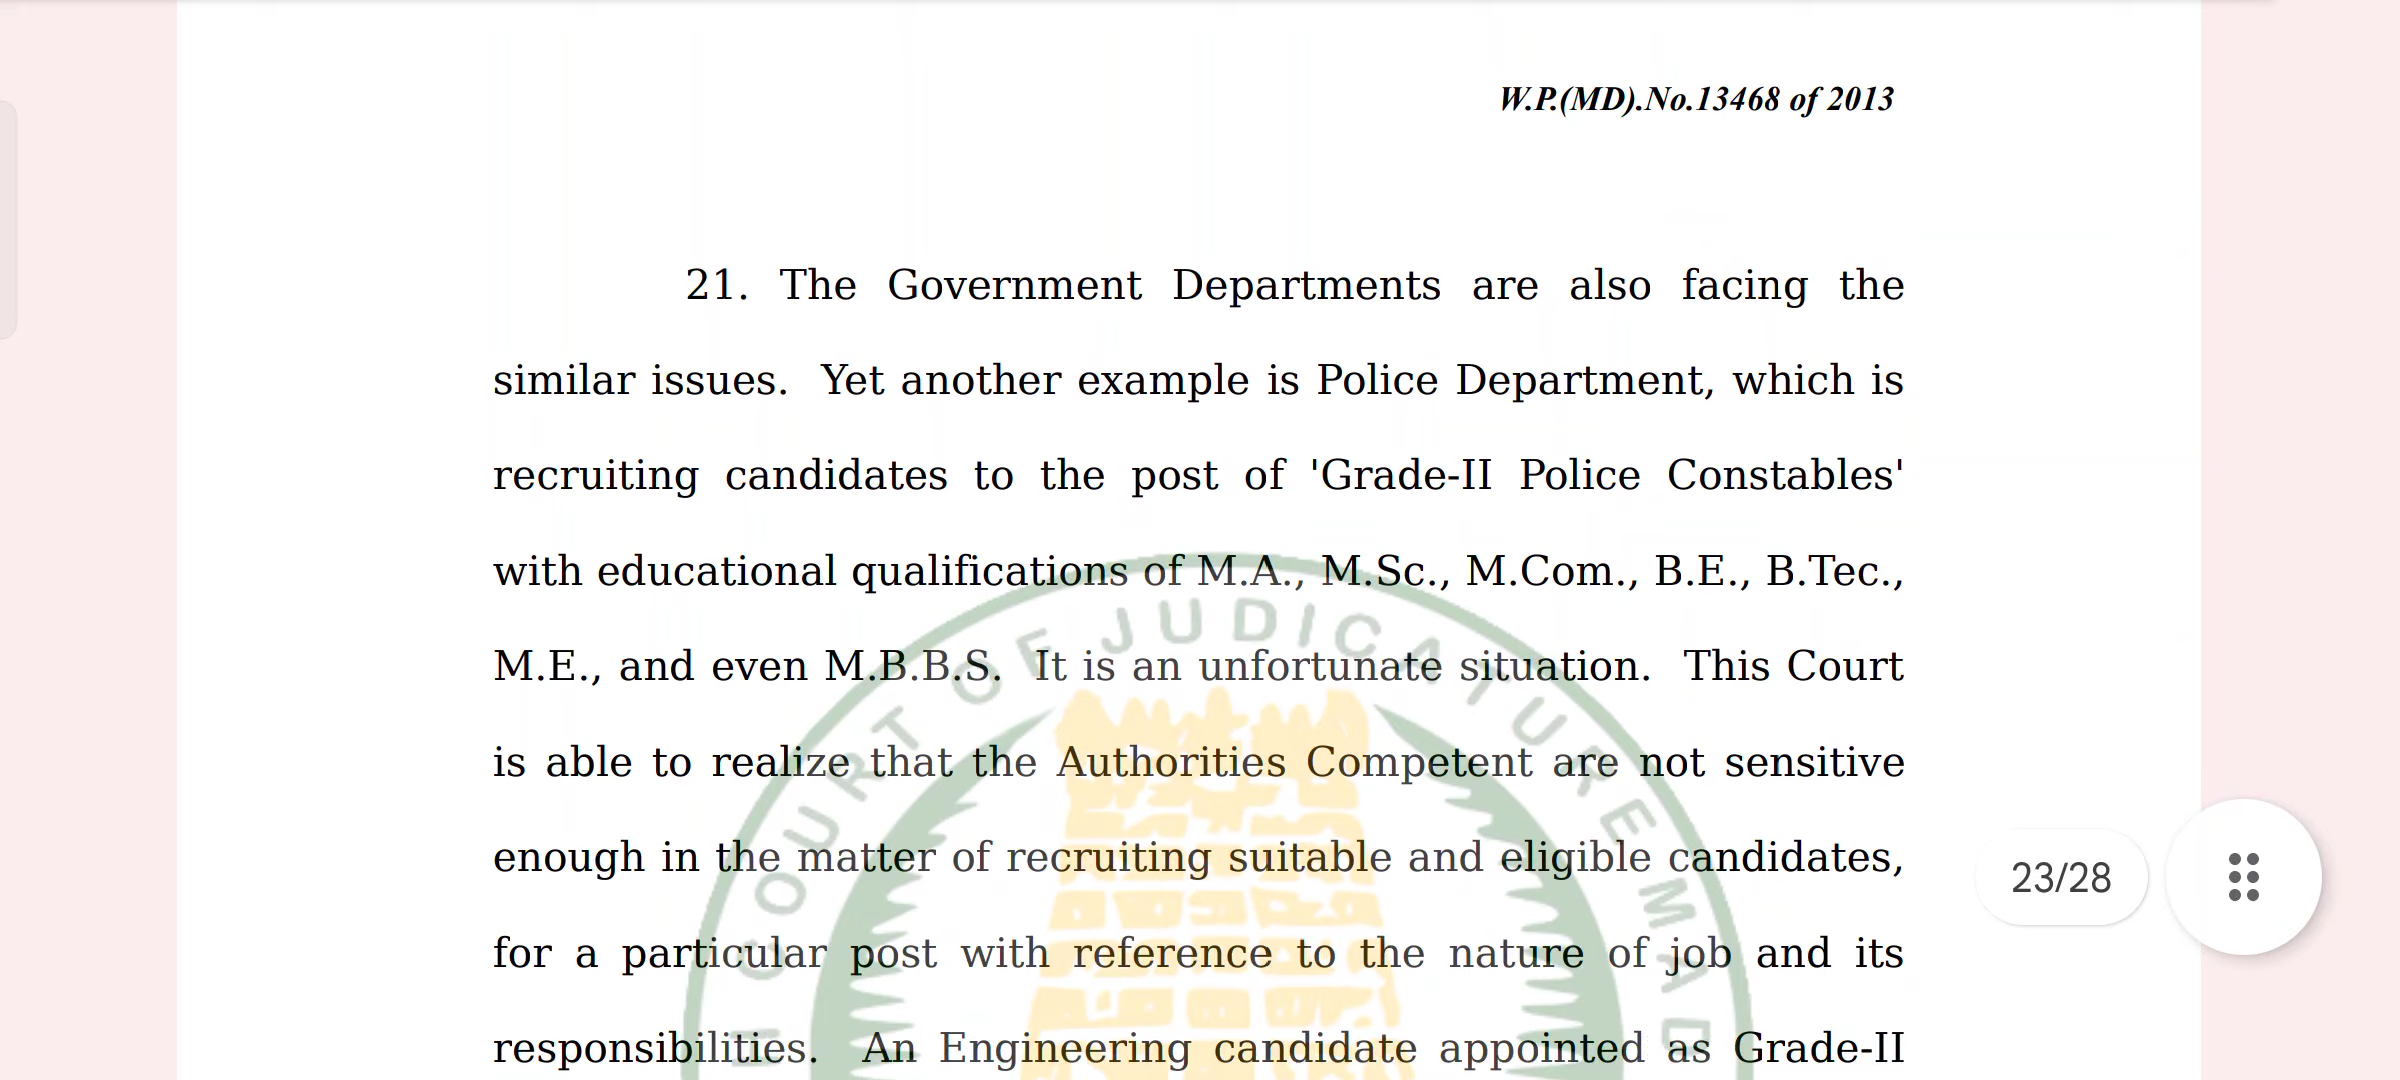 W.P.(MD).No.13468 of 2013
21. The Government Departments are also facing the
similar issues. Yet another example is Police Department, which is
recruiting candidates to the post of 'Grade-II Police Constables'
with educational qualifications of M.A., M.Sc., M.Com., B.E., B.Tec.,
M.E., and even M.B.B.S. It is an unfortunate situation. This Court
is able to realize that the Authorities Competent are not sensitive
enough in the matter of recruiting suitable and eligible candidates,
for a particular post with reference to the nature of job and its
responsibilities. An Engineering candidate appointed as Grade-II
H COURT OF JUDICATURE MAD
23/28